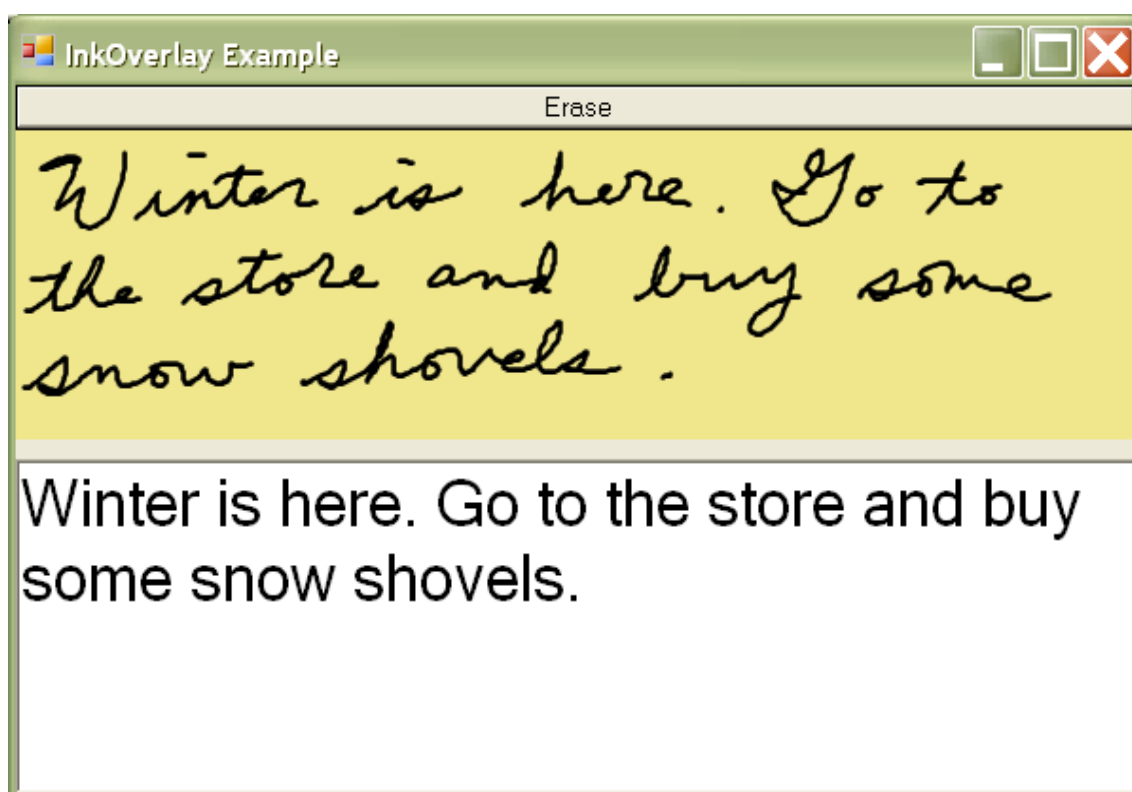 InkOverlay Example
Erase
Winter is here. Go to
the store and buy some
snow shovels.
Winter is here. Go to the store and buy
some snow shovels.